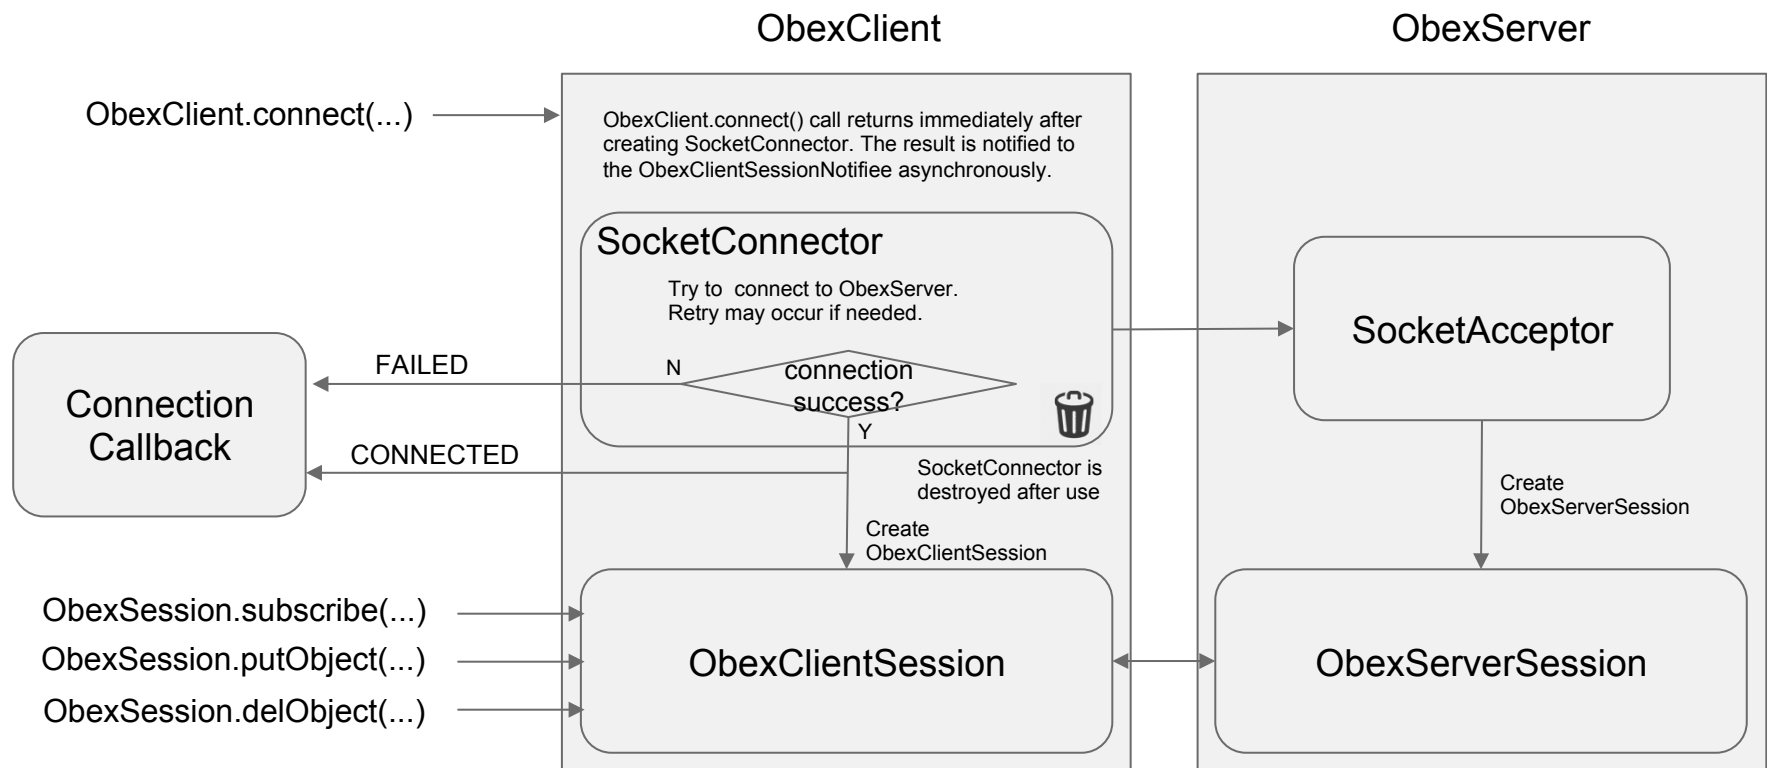 ObexClient
ObexServer
ObexClient.connect(...)
ObexClient.connect() call returns immediately after
creating SocketConnector. The result is notified to
the ObexClientSessionNotifiee asynchronously.
SocketConnector
Try to  connect to ObexServer.
Retry may occur if needed.
SocketAcceptor
FAILED
N
connection
success?
Connection
Callback
Y
CONNECTED
SocketConnector is
destroyed after use
Create
ObexServerSession
Create
ObexClientSession
ObexSession.subscribe(...)
ObexSession.putObject(...)
ObexSession.delObject(...)
ObexClientSession
ObexServerSession